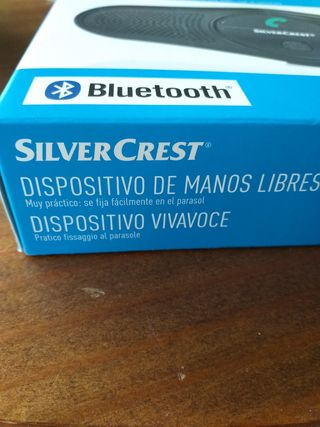 SILVERCREST®
Bluetooth®
SILVERCREST®
DISPOSITIVO DE MANOS LIBRES
Muy práctico: se fija fácilmente en el parasol
DISPOSITIVO VIVAVOCE
Pratico fissaggio al parasole